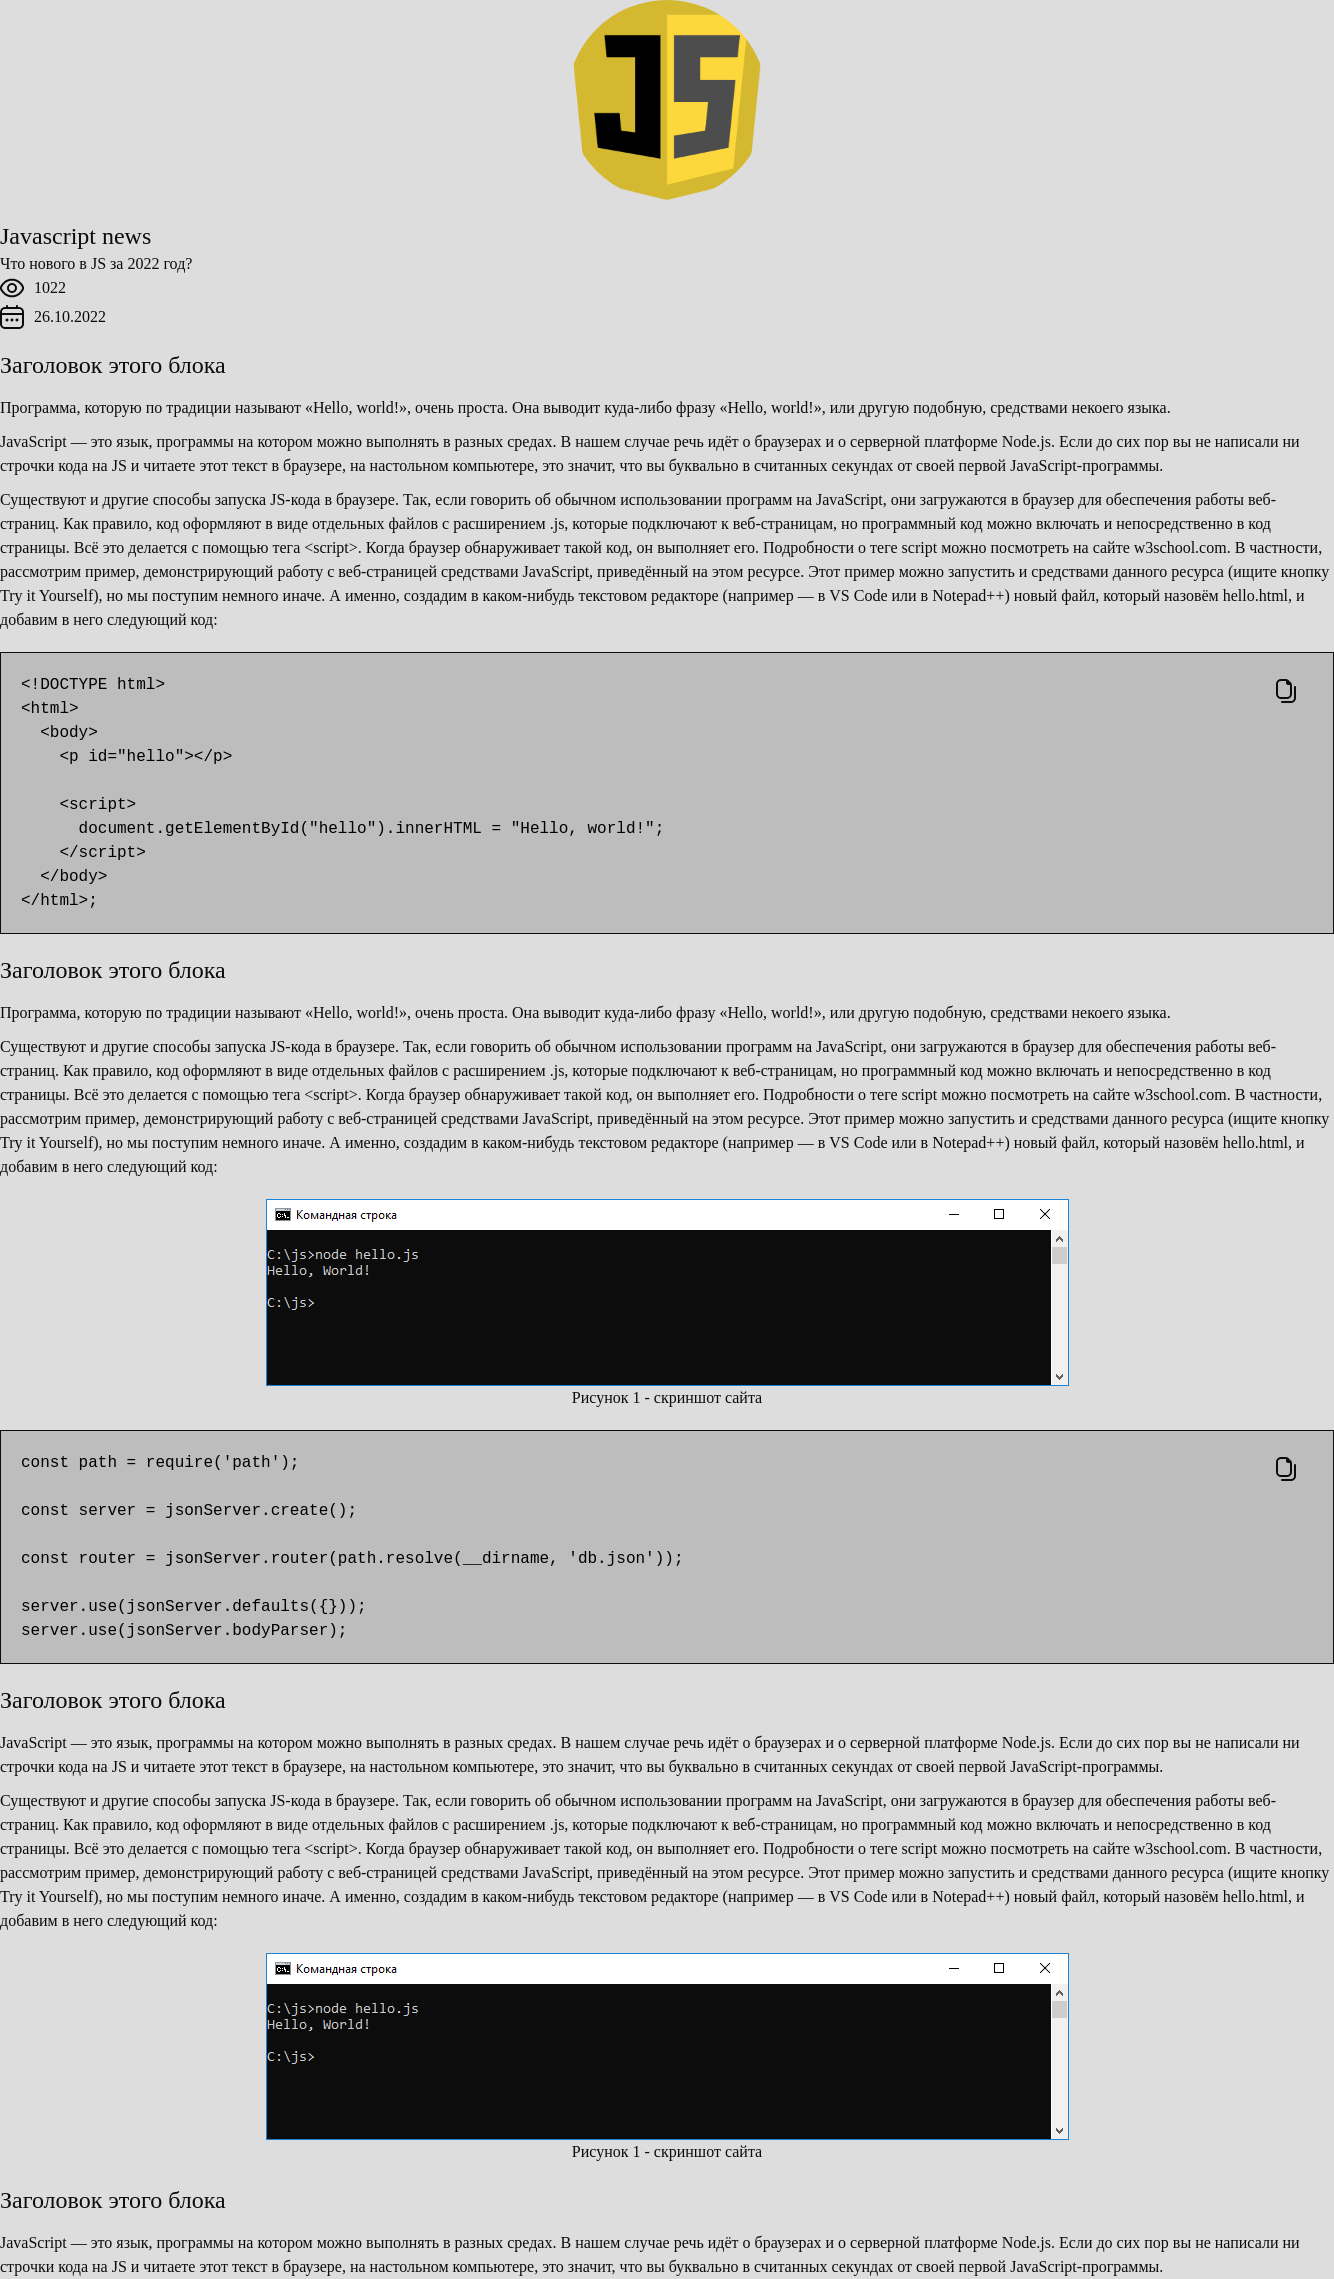 JS
Javascript news
Что нового в JS за 2022 год?
1022
26.10.2022
Заголовок этого блока
Программа, которую по традиции называют «Hello, world!», очень проста. Она выводит куда-либо фразу «Hello, world!», или другую подобную, средствами некоего языка.
JavaScript — это язык, программы на котором можно выполнять в разных средах. В нашем случае речь идёт о браузерах и о серверной платформе Node.js. Если до сих пор вы не написали ни
строчки кода на JS и читаете этот текст в браузере, на настольном компьютере, это значит, что вы буквально в считанных секундах от своей первой JavaScript-программы.
Существуют и другие способы запуска JS-кода в браузере. Так, если говорить об обычном использовании программ на JavaScript, они загружаются в браузер для обеспечения работы веб-
страниц. Как правило, код оформляют в виде отдельных файлов с расширением .js, которые подключают к веб-страницам, но программный код можно включать и непосредственно в код
страницы. Всё это делается с помощью тега <script>. Когда браузер обнаруживает такой код, он выполняет его. Подробности о теге script можно посмотреть на сайте w3school.com. В частности,
рассмотрим пример, демонстрирующий работу с веб-страницей средствами JavaScript, приведённый на этом ресурсе. Этот пример можно запустить и средствами данного ресурса (ищите кнопку
Try it Yourself), но мы поступим немного иначе. А именно, создадим в каком-нибудь текстовом редакторе (например — в VS Code или в Notepad++) новый файл, который назовём hello.html, и
добавим в него следующий код:
<!DOCTYPE html>
<html>
  <body>
    <p id="hello"></p>

    <script>
      document.getElementById("hello").innerHTML = "Hello, world!";
    </script>
  </body>
</html>;
Заголовок этого блока
Программа, которую по традиции называют «Hello, world!», очень проста. Она выводит куда-либо фразу «Hello, world!», или другую подобную, средствами некоего языка.
Существуют и другие способы запуска JS-кода в браузере. Так, если говорить об обычном использовании программ на JavaScript, они загружаются в браузер для обеспечения работы веб-
страниц. Как правило, код оформляют в виде отдельных файлов с расширением .js, которые подключают к веб-страницам, но программный код можно включать и непосредственно в код
страницы. Всё это делается с помощью тега <script>. Когда браузер обнаруживает такой код, он выполняет его. Подробности о теге script можно посмотреть на сайте w3school.com. В частности,
рассмотрим пример, демонстрирующий работу с веб-страницей средствами JavaScript, приведённый на этом ресурсе. Этот пример можно запустить и средствами данного ресурса (ищите кнопку
Try it Yourself), но мы поступим немного иначе. А именно, создадим в каком-нибудь текстовом редакторе (например — в VS Code или в Notepad++) новый файл, который назовём hello.html, и
добавим в него следующий код:
Командная строка
C:\js>node hello.js
Hello, World!
C:\js>
Рисунок 1 - скриншот сайта
const path = require('path');

const server = jsonServer.create();

const router = jsonServer.router(path.resolve(__dirname, 'db.json'));

server.use(jsonServer.defaults({}));
server.use(jsonServer.bodyParser);
Заголовок этого блока
JavaScript — это язык, программы на котором можно выполнять в разных средах. В нашем случае речь идёт о браузерах и о серверной платформе Node.js. Если до сих пор вы не написали ни
строчки кода на JS и читаете этот текст в браузере, на настольном компьютере, это значит, что вы буквально в считанных секундах от своей первой JavaScript-программы.
Существуют и другие способы запуска JS-кода в браузере. Так, если говорить об обычном использовании программ на JavaScript, они загружаются в браузер для обеспечения работы веб-
страниц. Как правило, код оформляют в виде отдельных файлов с расширением .js, которые подключают к веб-страницам, но программный код можно включать и непосредственно в код
страницы. Всё это делается с помощью тега <script>. Когда браузер обнаруживает такой код, он выполняет его. Подробности о теге script можно посмотреть на сайте w3school.com. В частности,
рассмотрим пример, демонстрирующий работу с веб-страницей средствами JavaScript, приведённый на этом ресурсе. Этот пример можно запустить и средствами данного ресурса (ищите кнопку
Try it Yourself), но мы поступим немного иначе. А именно, создадим в каком-нибудь текстовом редакторе (например — в VS Code или в Notepad++) новый файл, который назовём hello.html, и
добавим в него следующий код:
Командная строка
C:\js>node hello.js
Hello, World!
C:\js>
Рисунок 1 - скриншот сайта
Заголовок этого блока
JavaScript — это язык, программы на котором можно выполнять в разных средах. В нашем случае речь идёт о браузерах и о серверной платформе Node.js. Если до сих пор вы не написали ни
строчки кода на JS и читаете этот текст в браузере, на настольном компьютере, это значит, что вы буквально в считанных секундах от своей первой JavaScript-программы.